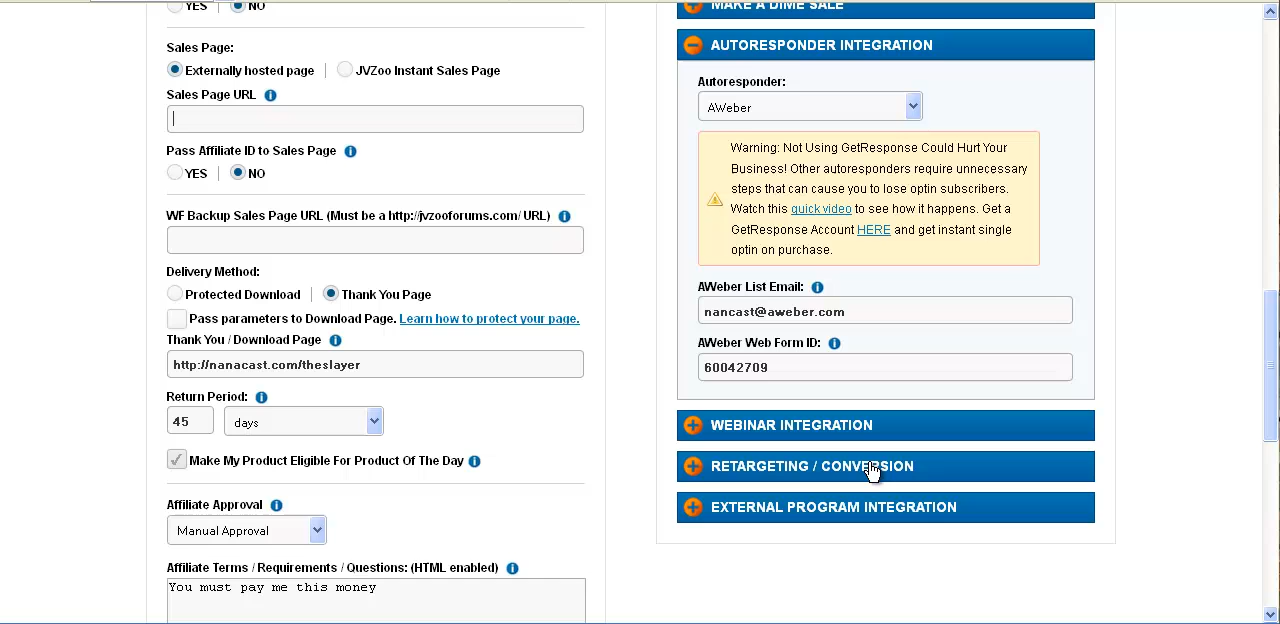 YES | NO
Sales Page:
Externally hosted page | JVZoo Instant Sales Page
Sales Page URL
Pass Affiliate ID to Sales Page
YES | NO
WF Backup Sales Page URL (Must be a http://jvzooforums.com/ URL)
Delivery Method:
Protected Download | Thank You Page
Pass parameters to Download Page. Learn how to protect your page.
Thank You / Download Page
http://nanacast.com/theslayer
Return Period:
45 days
Make My Product Eligible For Product Of The Day
Affiliate Approval
Manual Approval
Affiliate Terms / Requirements / Questions: (HTML enabled)
You must pay me this money
MAKE A DIME SALE
AUTORESPONDER INTEGRATION
Autoresponder:
AWeber
Warning: Not Using GetResponse Could Hurt Your
Business! Other autoresponders require unnecessary
steps that can cause you to lose optin subscribers.
Watch this quick video to see how it happens. Get a
GetResponse Account HERE and get instant single
optin on purchase.
AWeber List Email:
nancast@aweber.com
AWeber Web Form ID:
60042709
WEBINAR INTEGRATION
RETARGETING / CONVERSION
EXTERNAL PROGRAM INTEGRATION